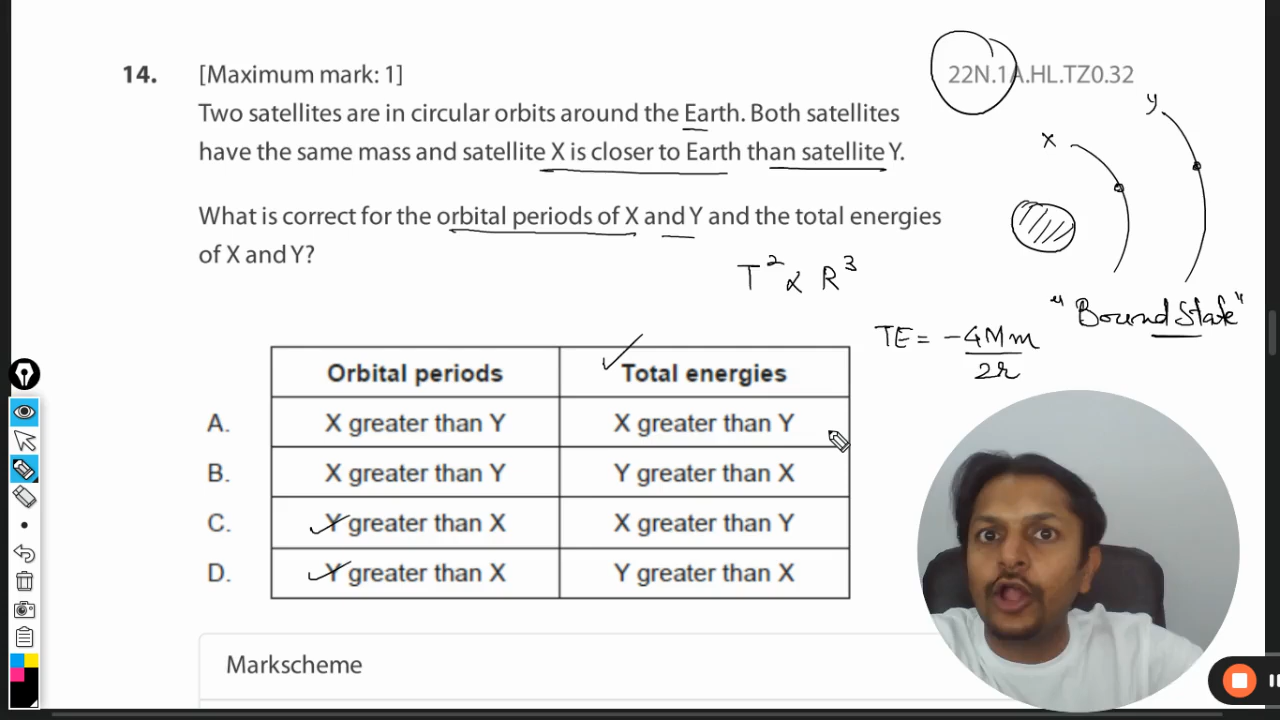 14. [Maximum mark: 1] 22N.1A.HL.TZ0.32
Two satellites are in circular orbits around the Earth. Both satellites
have the same mass and satellite X is closer to Earth than satellite Y.
What is correct for the orbital periods of X and Y and the total energies
of X and Y?
x
y
T² ∝ R³
"Bound State"
TE = -GMm
2r
Orbital periods Total energies
A. X greater than Y X greater than Y
B. X greater than Y Y greater than X
C. Y greater than X X greater than Y
D. Y greater than X Y greater than X
Markscheme